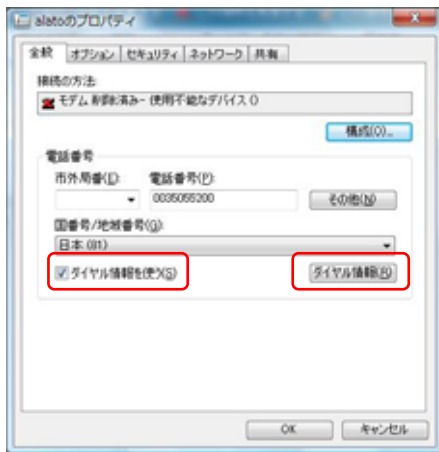 alatoのプロパティ
全般 オプション セキュリティ ネットワーク 共有
接続の方法:
モデム 削除済み- 使用不能なデバイス ()
構成(O)...
電話番号
市外局番(E): 電話番号(P):
0035055200 その他(N)
国番号/地域番号(G):
日本 (81)
ダイヤル情報を使う(S) ダイヤル情報(R)
OK キャンセル